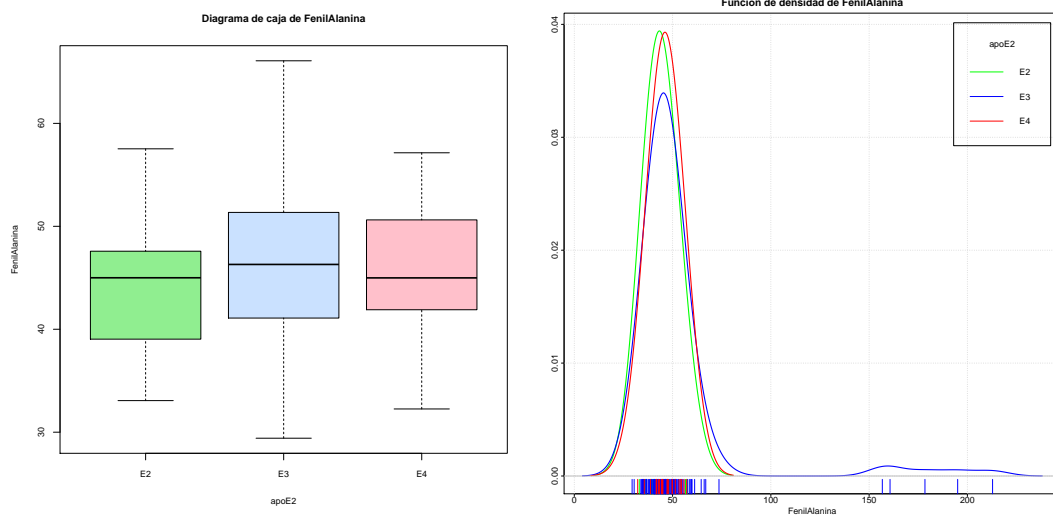 Diagrama de caja de FenilAlanina
FenilAlanina
60
50
40
30
E2
E3
E4
apoE2
Funcion de densidad de FenilAlanina
0.04
0.03
0.02
0.01
0.00
apoE2
E2
E3
E4
0
50
100
150
200
FenilAlanina